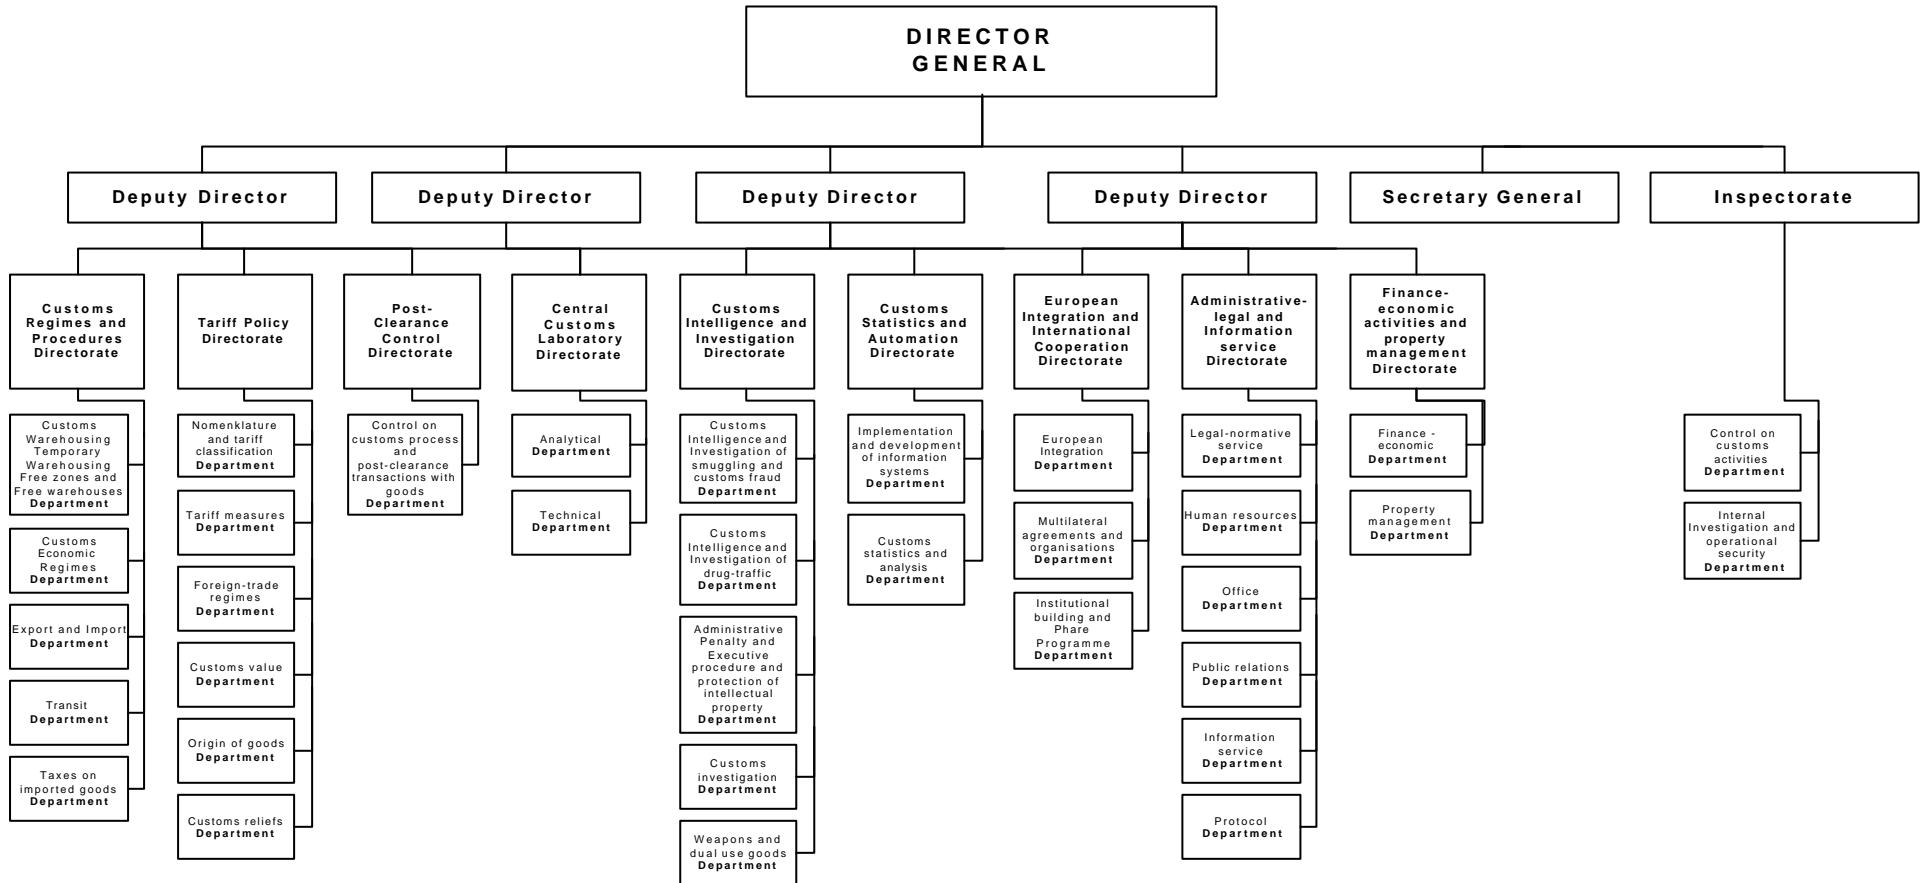 DIRECTOR
GENERAL
Deputy Director
Deputy Director
Deputy Director
Deputy Director
Secretary General
Inspectorate
Customs
Regimes and
Procedures
Directorate
Tariff Policy
Directorate
Post-
Clearance
Control
Directorate
Central
Customs
Laboratory
Directorate
Customs
Intelligence and
Investigation
Directorate
Customs
Statistics and
Automation
Directorate
European
Integration and
International
Cooperation
Directorate
Administrative-
legal and
Information
service
Directorate
Finance-
economic
activities and
property
management
Directorate
Customs
Warehousing
Temporary
Warehousing
Free zones and
Free warehouses
Department
Customs
Economic
Regimes
Department
Export and Import
Department
Transit
Department
Taxes on
imported goods
Department
Nomenklature
and tariff
classification
Department
Tariff measures
Department
Foreign-trade
regimes
Department
Customs value
Department
Origin of goods
Department
Customs reliefs
Department
Control on
customs process
and
post-clearance
transactions with
goods
Department
Analytical
Department
Technical
Department
Customs
Intelligence and
Investigation of
smuggling and
customs fraud
Department
Customs
Intelligence and
Investigation of
drug-traffic
Department
Administrative
Penalty and
Executive
procedure and
protection of
intellectual
property
Department
Customs
investigation
Department
Weapons and
dual use goods
Department
Implementation
and development
of information
systems
Department
Customs
statistics and
analysis
Department
European
Integration
Department
Multilateral
agreements and
organisations
Department
Institutional
building and
Phare
Programme
Department
Legal-normative
service
Department
Human resources
Department
Office
Department
Public relations
Department
Information
service
Department
Protocol
Department
Finance -
economic
Department
Property
management
Department
Control on
customs
activities
Department
Internal
Investigation and
operational
security
Department